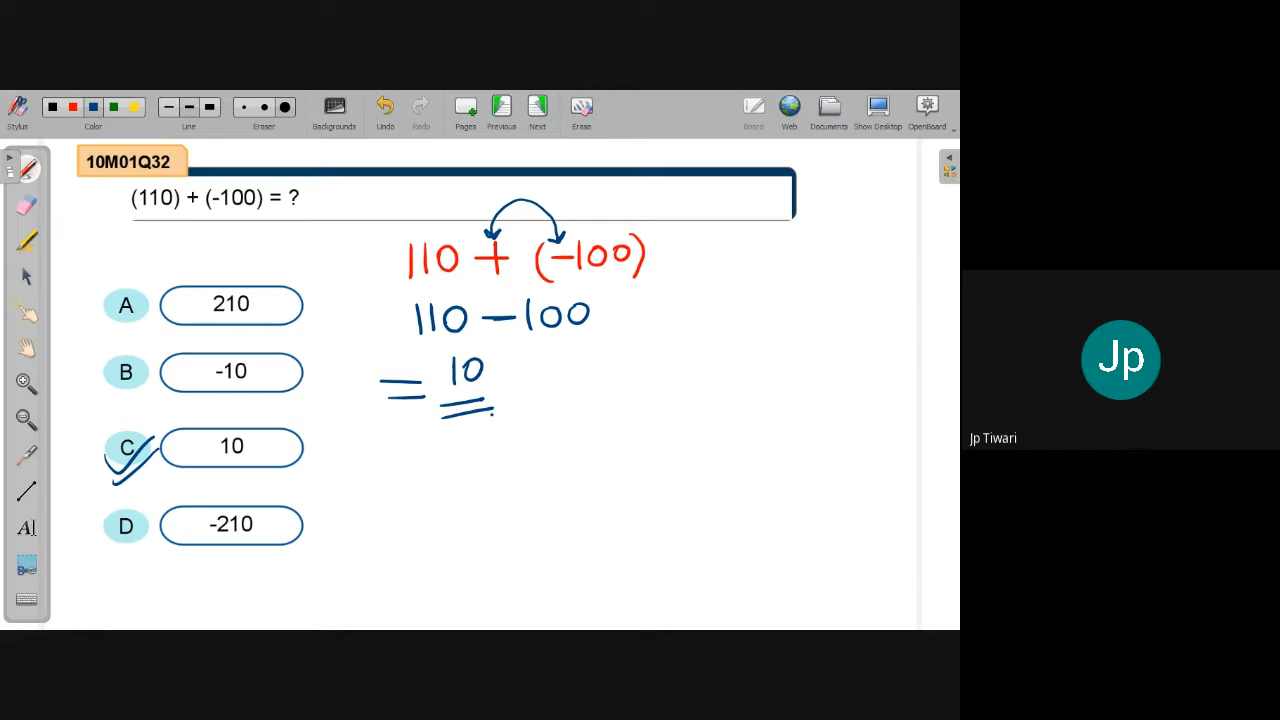 Stylus
Color
Line
Eraser
Backgrounds
Undo
Redo
Pages
Previous
Next
Erase
Board
Web
Documents
Show Desktop
OpenBoard
10M01Q32
(110) + (-100) = ?
110 + (-100)
110 - 100
= 10
A 210
B -10
C 10
D -210
A
Jp
Jp Tiwari